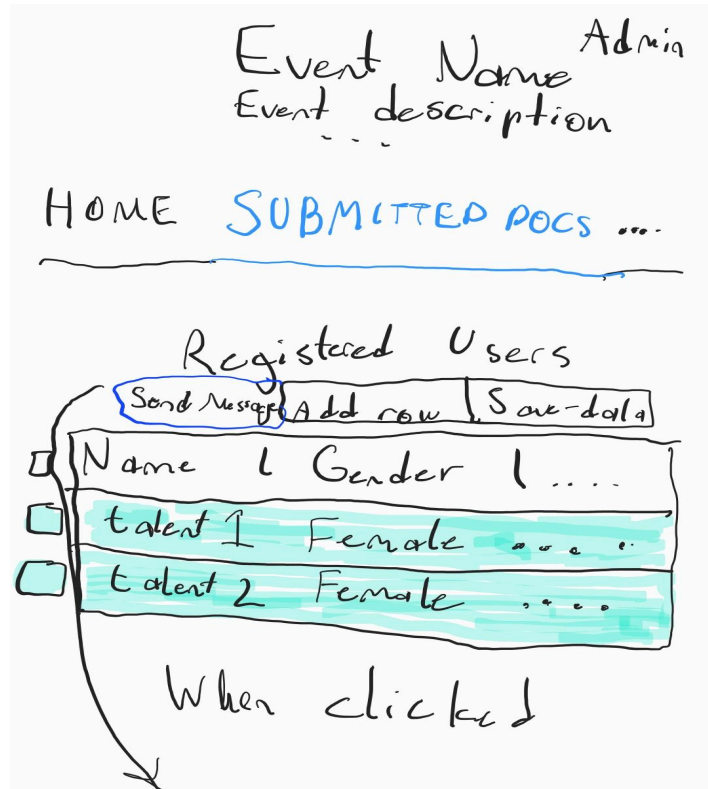 Admin
Event Name
Event description
...
HOME SUBMITTED DOCS ....
Registered Users
Send Message Add row Save-data
Name | Gender | ....
talent 1 Female ....
talent 2 Female ....
When clicked